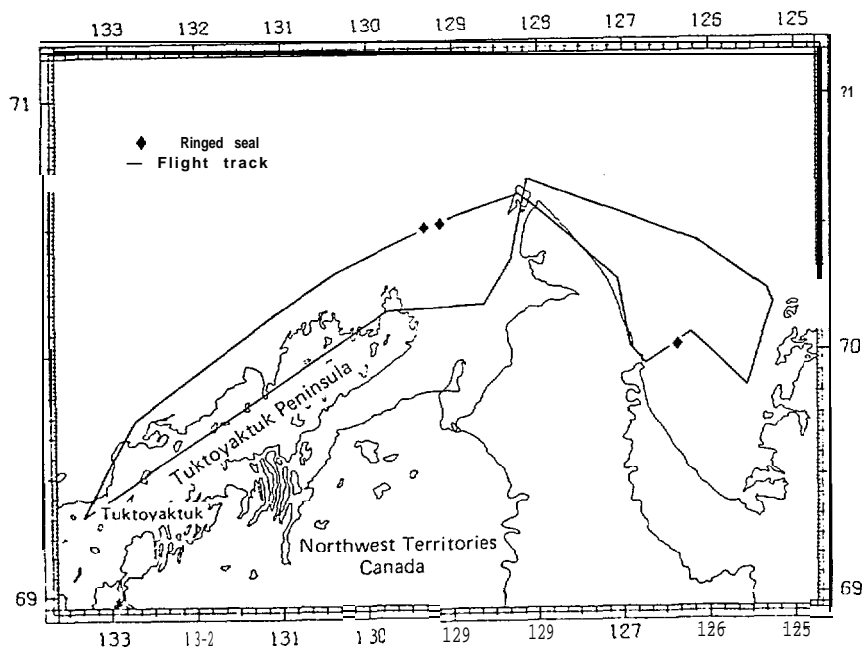 133 132 131 130 129 128 127 126 125
71 ?1
Ringed seal
Flight track
70
Tuktoyaktuk Peninsula
Tuktoyaktuk
Northwest Territories
Canada
69 69
133 13-2 131 1 30 129 129 127 126 125